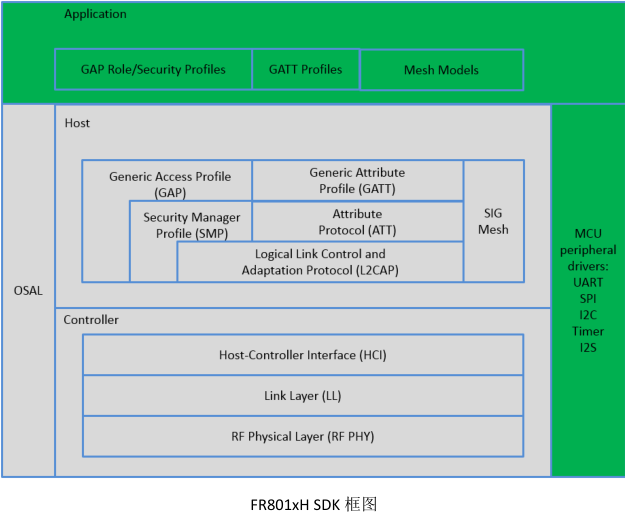 Application
GAP Role/Security Profiles
GATT Profiles
Mesh Models
Host
Generic Access Profile
(GAP)
Generic Attribute
Profile (GATT)
Security Manager
Profile (SMP)
Attribute
Protocol (ATT)
SIG
Mesh
Logical Link Control and
Adaptation Protocol (L2CAP)
OSAL
MCU
peripheral
drivers:
UART
SPI
I2C
Timer
I2S
Controller
Host-Controller Interface (HCI)
Link Layer (LL)
RF Physical Layer (RF PHY)
FR801xH SDK 框图